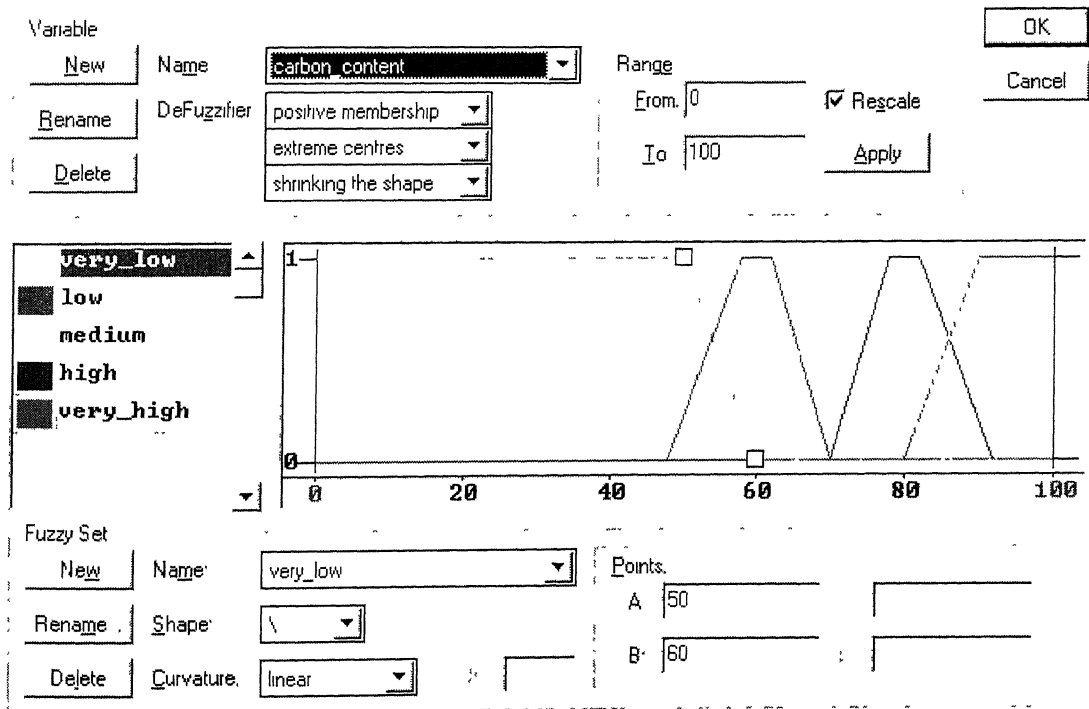 Variable
New
Name
carbon_content
Range
OK
From. 0
Rescale
Cancel
Rename
DeFuzzifier
positive membership
extreme centres
To 100
Apply
Delete
shrinking the shape
very_low
low
medium
high
very_high
1
0
0 20 40 60 80 100
Fuzzy Set
New
Name:
very_low
Points.
A 50
Rename .
Shape:
\
B: 60
Delete
Curvature.
linear